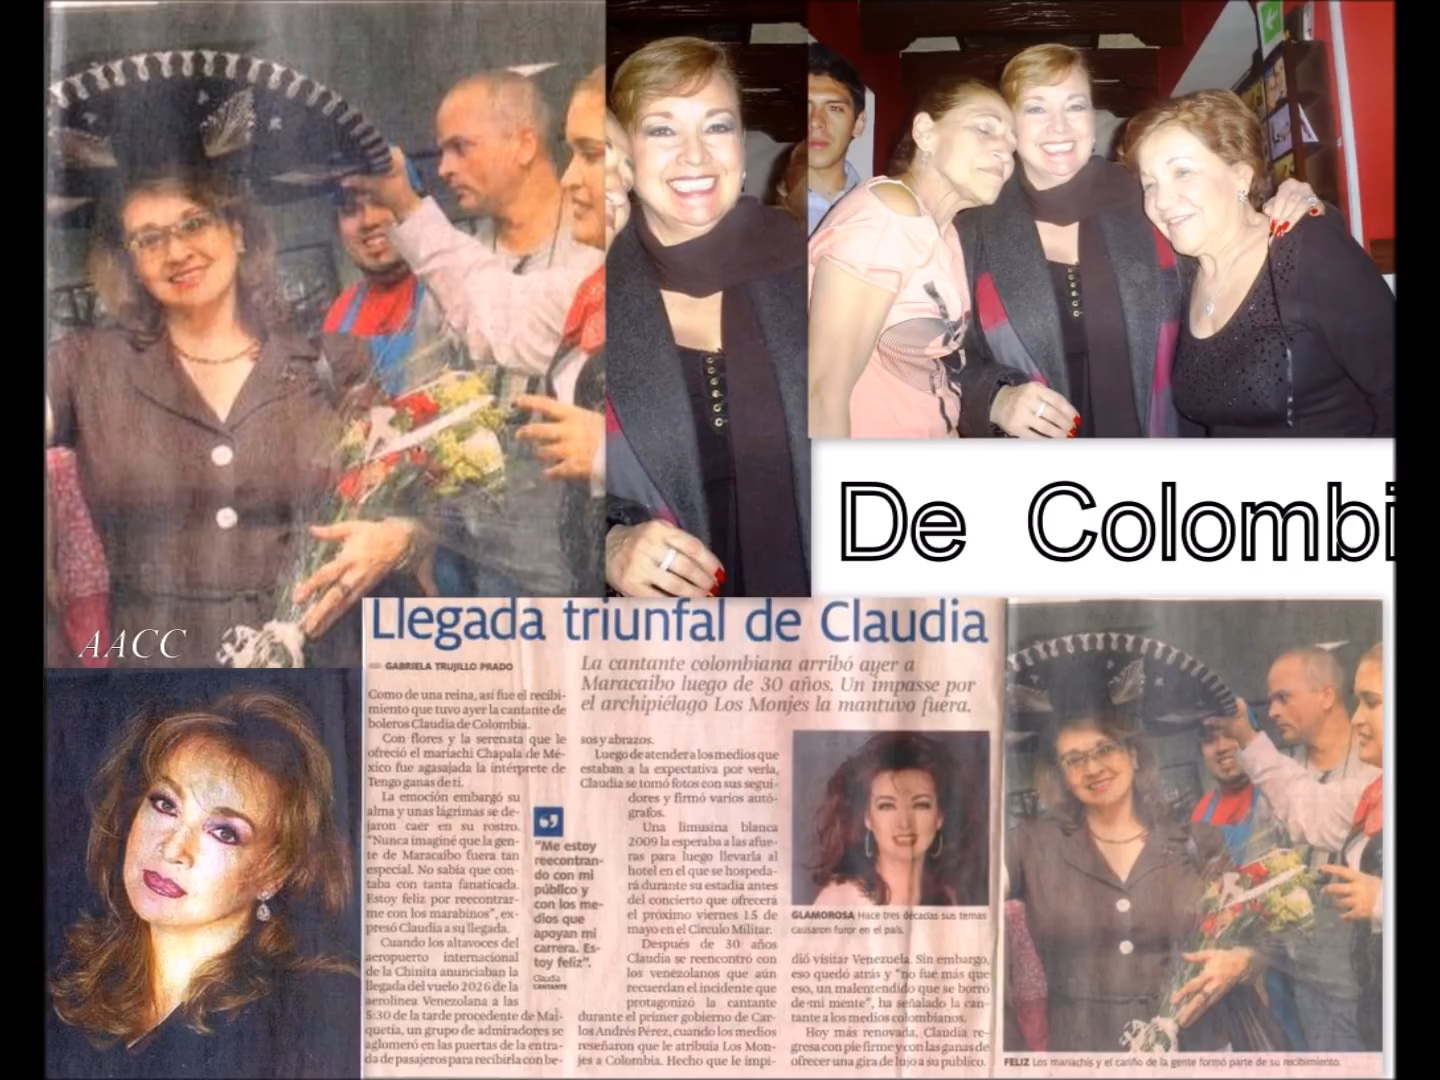 De Colombi
AACC
Llegada triunfal de Claudia
GABRIELA TRUJILLO PRADO
La cantante colombiana arribó ayer a
Maracaibo luego de 30 años. Un impasse por
el archipiélago Los Monjes la mantuvo fuera.
Como de una reina, así fue el recibi-
miento que tuvo ayer la cantante de
boleros Claudia de Colombia.
Con flores y la serenata que le
ofreció el mariachi Chapala de Mé-
xico fue agasajada la intérprete de
Tengo ganas de ti.
La emoción embargó su
alma y unas lágrimas se de-
jaron caer en su rostro.
"Nunca imaginé que la gen-
te de Maracaibo fuera tan
especial. No sabía que con-
taba con tanta fanaticada.
Estoy feliz por reencontrar-
me con los marabinos", ex-
presó Claudia a su llegada.
Cuando los altavoces del
aeropuerto internacional
de la Chinita anunciaban la
llegada del vuelo 2026 de la
aerolínea Venezolana a las
5:30 de la tarde procedente de Mai-
quetía, un grupo de admiradores se
aglomeró en las puertas de la entra-
da de pasajeros para recibirla con be-
"Me estoy
reecontran-
do con mi
público y
con los me-
dios que
apoyan mi
carrera. Es-
toy feliz".
Claudia
CANTANTE
sos y abrazos.
Luego de atender a los medios que
estaban a la expectativa por verla,
Claudia se tomó fotos con sus segui-
dores y firmó varios autó-
grafos.
Una limusina blanca
2009 la esperaba a las afue-
ras para luego llevarla al
hotel en el que se hospeda-
rá durante su estadía antes
del concierto que ofrecerá
el próximo viernes 15 de
mayo en el Círculo Militar.
Después de 30 años
Claudia se reencontró con
los venezolanos que aún
recuerdan el incidente que
protagonizó la cantante
durante el primer gobierno de Car-
los Andrés Pérez, cuando los medios
reseñaron que le atribuía Los Mon-
jes a Colombia. Hecho que le impi-
GLAMOROSA Hace tres décadas sus temas
causaron furor en el país.
dió visitar Venezuela. Sin embargo,
eso quedó atrás y "no fue más que
eso, un malentendido que se borró
de mi mente", ha señalado la can-
tante a los medios colombianos.
Hoy más renovada, Claudia re-
gresa con pie firme y con las ganas de
ofrecer una gira de lujo a su público.
FELIZ Los mariachis y el cariño de la gente formó parte de su recibimiento.